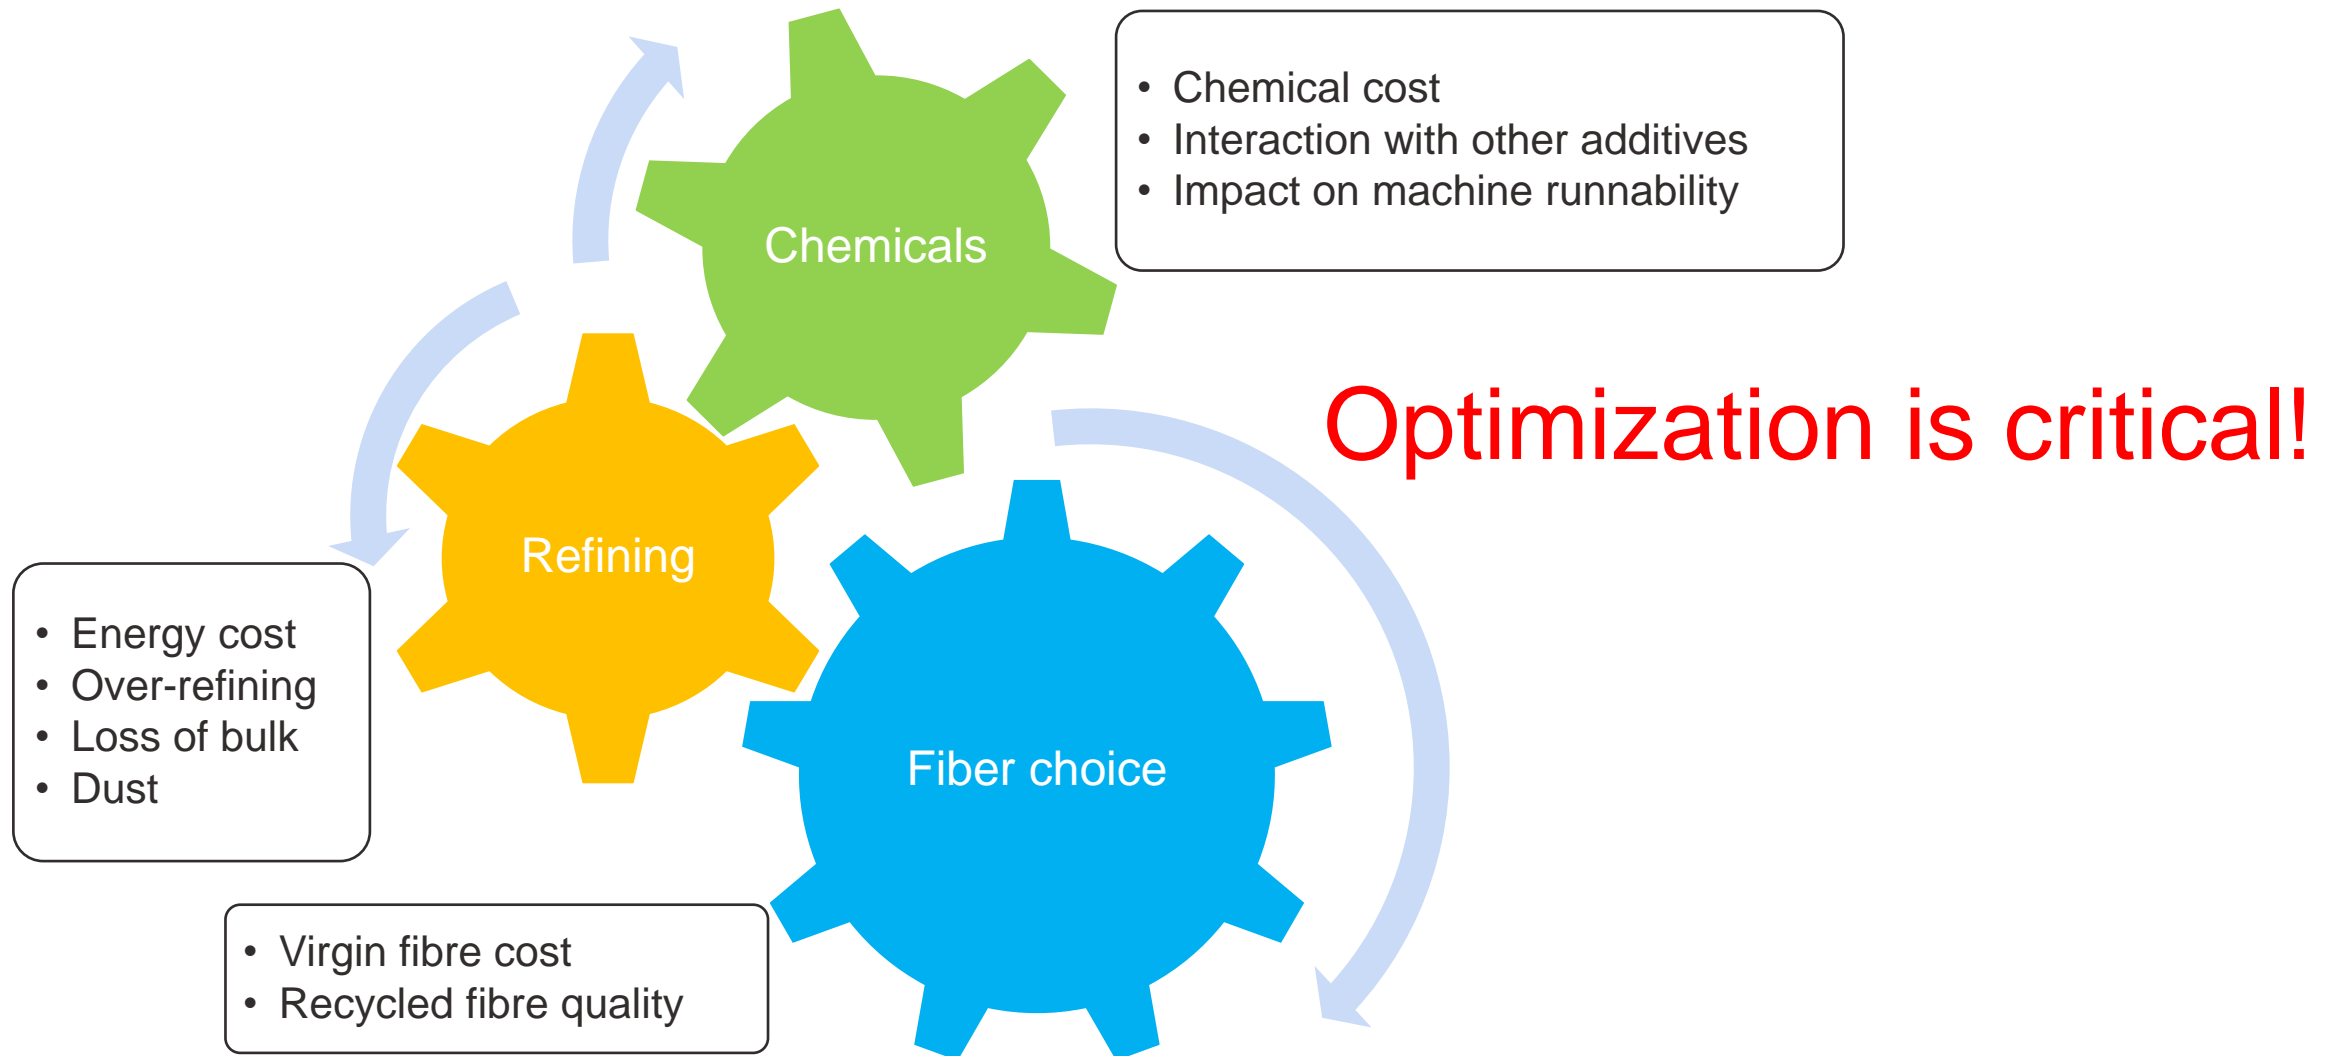 • Chemical cost
• Interaction with other additives
• Impact on machine runnability
Chemicals
Optimization is critical!
Refining
• Energy cost
• Over-refining
• Loss of bulk
• Dust
Fiber choice
• Virgin fibre cost
• Recycled fibre quality